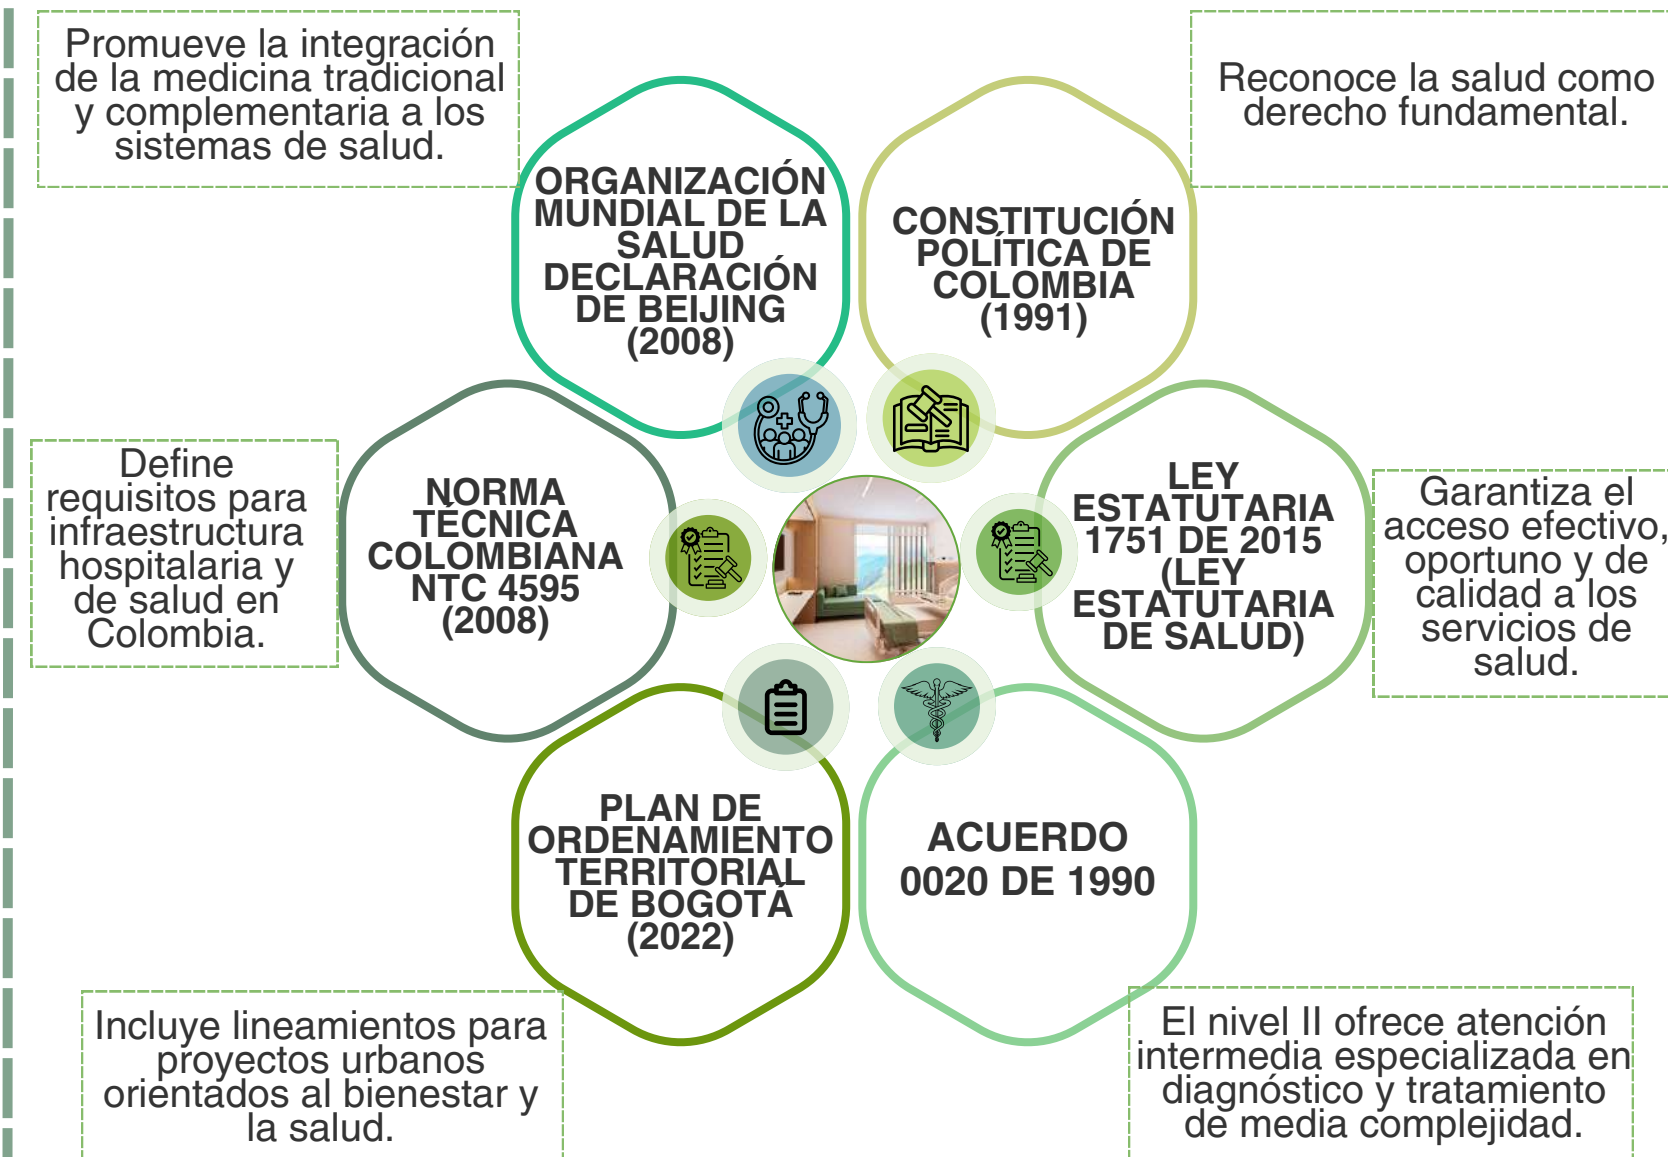 Promueve la integración
de la medicina tradicional
y complementaria a los
sistemas de salud.
ORGANIZACIÓN
MUNDIAL DE LA
SALUD
DECLARACIÓN
DE BEIJING
(2008)
Reconoce la salud como
derecho fundamental.
CONSTITUCIÓN
POLÍTICA DE
COLOMBIA
(1991)
Define
requisitos para
infraestructura
hospitalaria y
de salud en
Colombia.
NORMA
TÉCNICA
COLOMBIANA
NTC 4595
(2008)
LEY
ESTATUTARIA
1751 DE 2015
(LEY
ESTATUTARIA
DE SALUD)
Garantiza el
acceso efectivo,
oportuno y de
calidad a los
servicios de
salud.
PLAN DE
ORDENAMIENTO
TERRITORIAL
DE BOGOTÁ
(2022)
Incluye lineamientos para
proyectos urbanos
orientados al bienestar y
la salud.
ACUERDO
0020 DE 1990
El nivel II ofrece atención
intermedia especializada en
diagnóstico y tratamiento
de media complejidad.